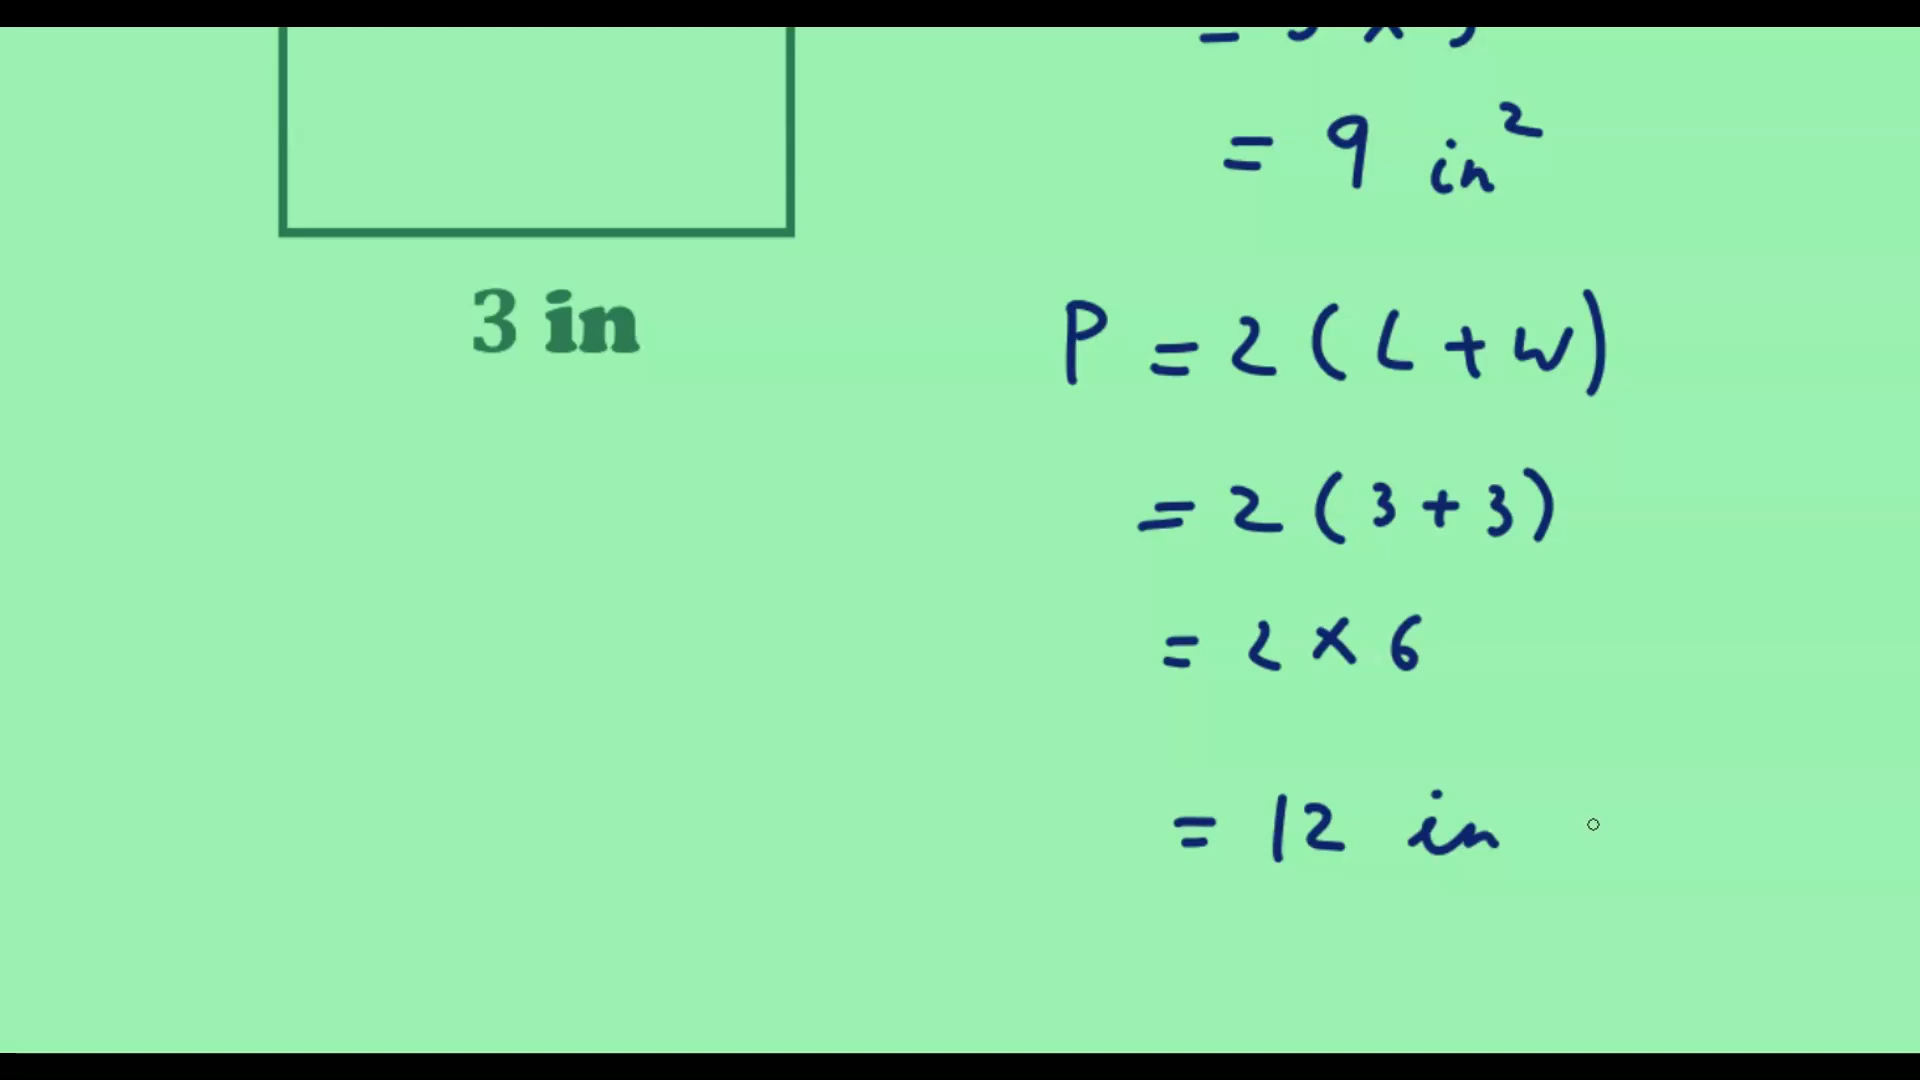 = 9 in²
3 in
P = 2 ( L + W )
= 2 ( 3 + 3 )
= 2 × 6
= 12 in